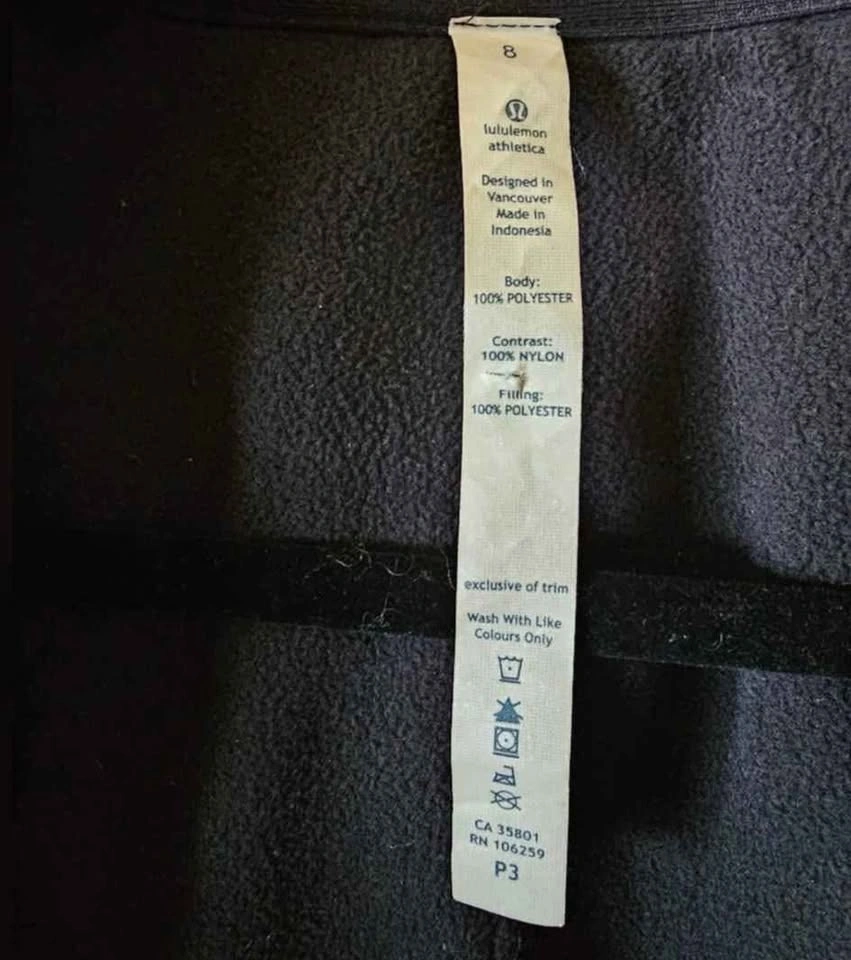 8
lululemon
athletica
Designed in
Vancouver
Made in
Indonesia
Body:
100% POLYESTER
Contrast:
100% NYLON
Filling:
100% POLYESTER
exclusive of trim
Wash With Like
Colours Only
CA 35801
RN 106259
P3